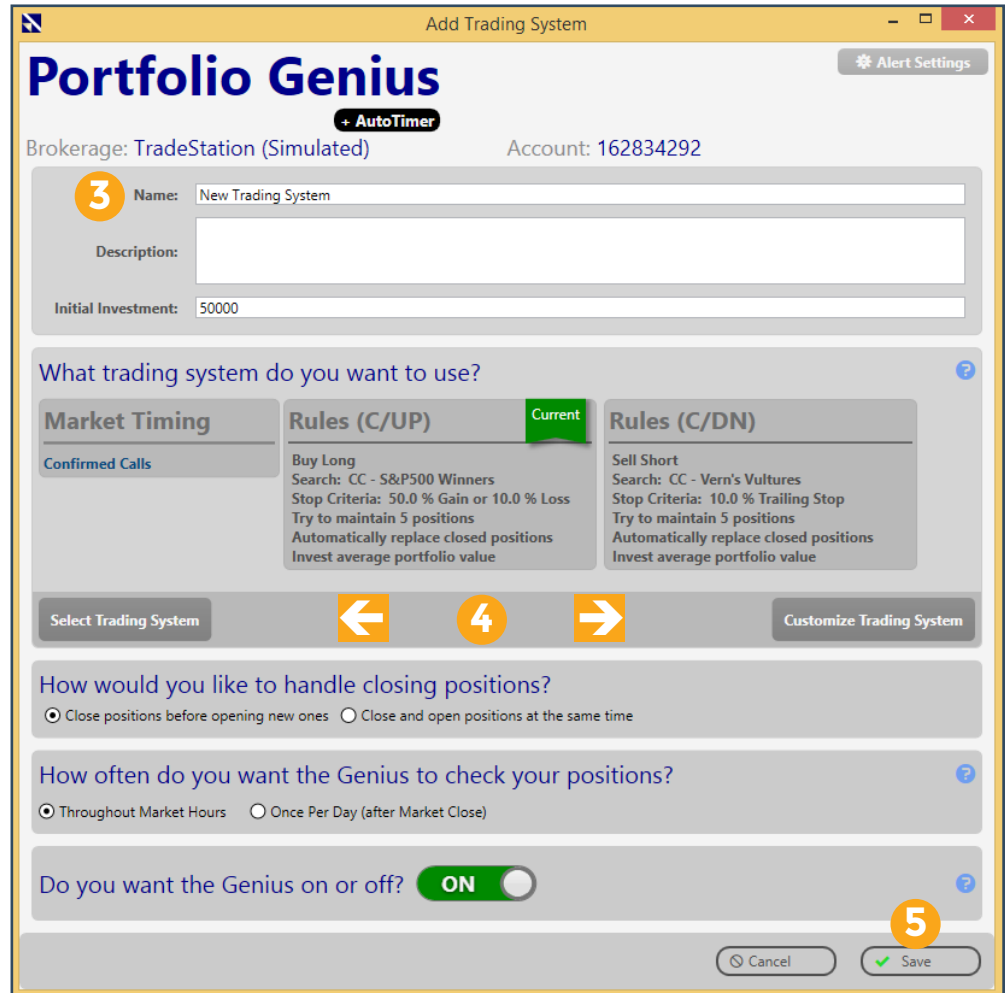 Add Trading System
Portfolio Genius
Alert Settings
+ AutoTimer
Brokerage: TradeStation (Simulated) Account: 162834292
3
Name: New Trading System
Description:
Initial Investment: 50000
What trading system do you want to use?
Market Timing
Confirmed Calls
Rules (C/UP)
Current
Buy Long
Search: CC - S&P500 Winners
Stop Criteria: 50.0 % Gain or 10.0 % Loss
Try to maintain 5 positions
Automatically replace closed positions
Invest average portfolio value
Rules (C/DN)
Sell Short
Search: CC - Vern's Vultures
Stop Criteria: 10.0 % Trailing Stop
Try to maintain 5 positions
Automatically replace closed positions
Invest average portfolio value
Select Trading System
4
Customize Trading System
How would you like to handle closing positions?
Close positions before opening new ones Close and open positions at the same time
How often do you want the Genius to check your positions?
Throughout Market Hours Once Per Day (after Market Close)
Do you want the Genius on or off? ON
5
Cancel Save